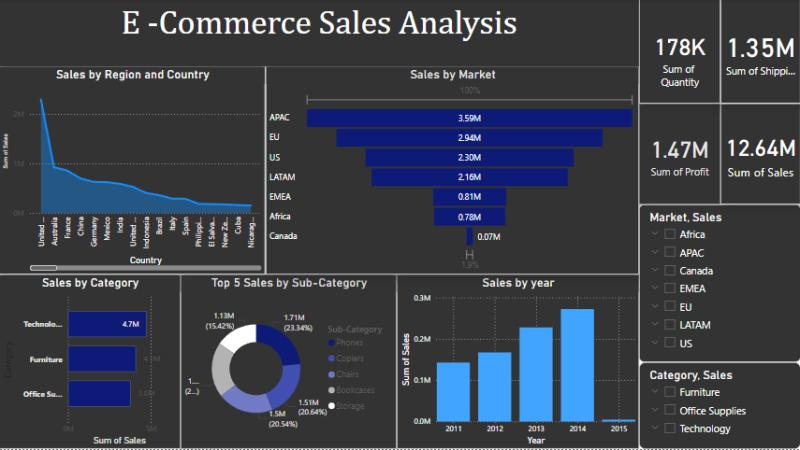 E -Commerce Sales Analysis
178K
Sum of
Quantity
1.35M
Sum of Shippi...
1.47M
Sum of Profit
12.64M
Sum of Sales
Sales by Region and Country
Sum of Sales
2M
1M
0M
United ...
Australia
France
China
Germany
Mexico
India
United ...
Indonesia
Brazil
Italy
Spain
Philippi...
El Salva...
New Ze...
Cuba
Nicarag...
Country
Sales by Market
100%
APAC
3.59M
EU
2.94M
US
2.30M
LATAM
2.16M
EMEA
0.81M
Africa
0.78M
Canada
0.07M
1.9%
Market, Sales
Africa
APAC
Canada
EMEA
EU
LATAM
US
Sales by Category
Category
Technolo...
4.7M
Furniture
Office Su...
0M
5M
Sum of Sales
Top 5 Sales by Sub-Category
1.13M
(15.42%)
1.71M
(23.34%)
1....
(2...)
1.51M
(20.64%)
1.5M
(20.54%)
Sub-Category
Phones
Copiers
Chairs
Bookcases
Storage
Sales by year
Sum of Sales
0.3M
0.2M
0.1M
0.0M
2011
2012
2013
2014
2015
Year
Category, Sales
Furniture
Office Supplies
Technology